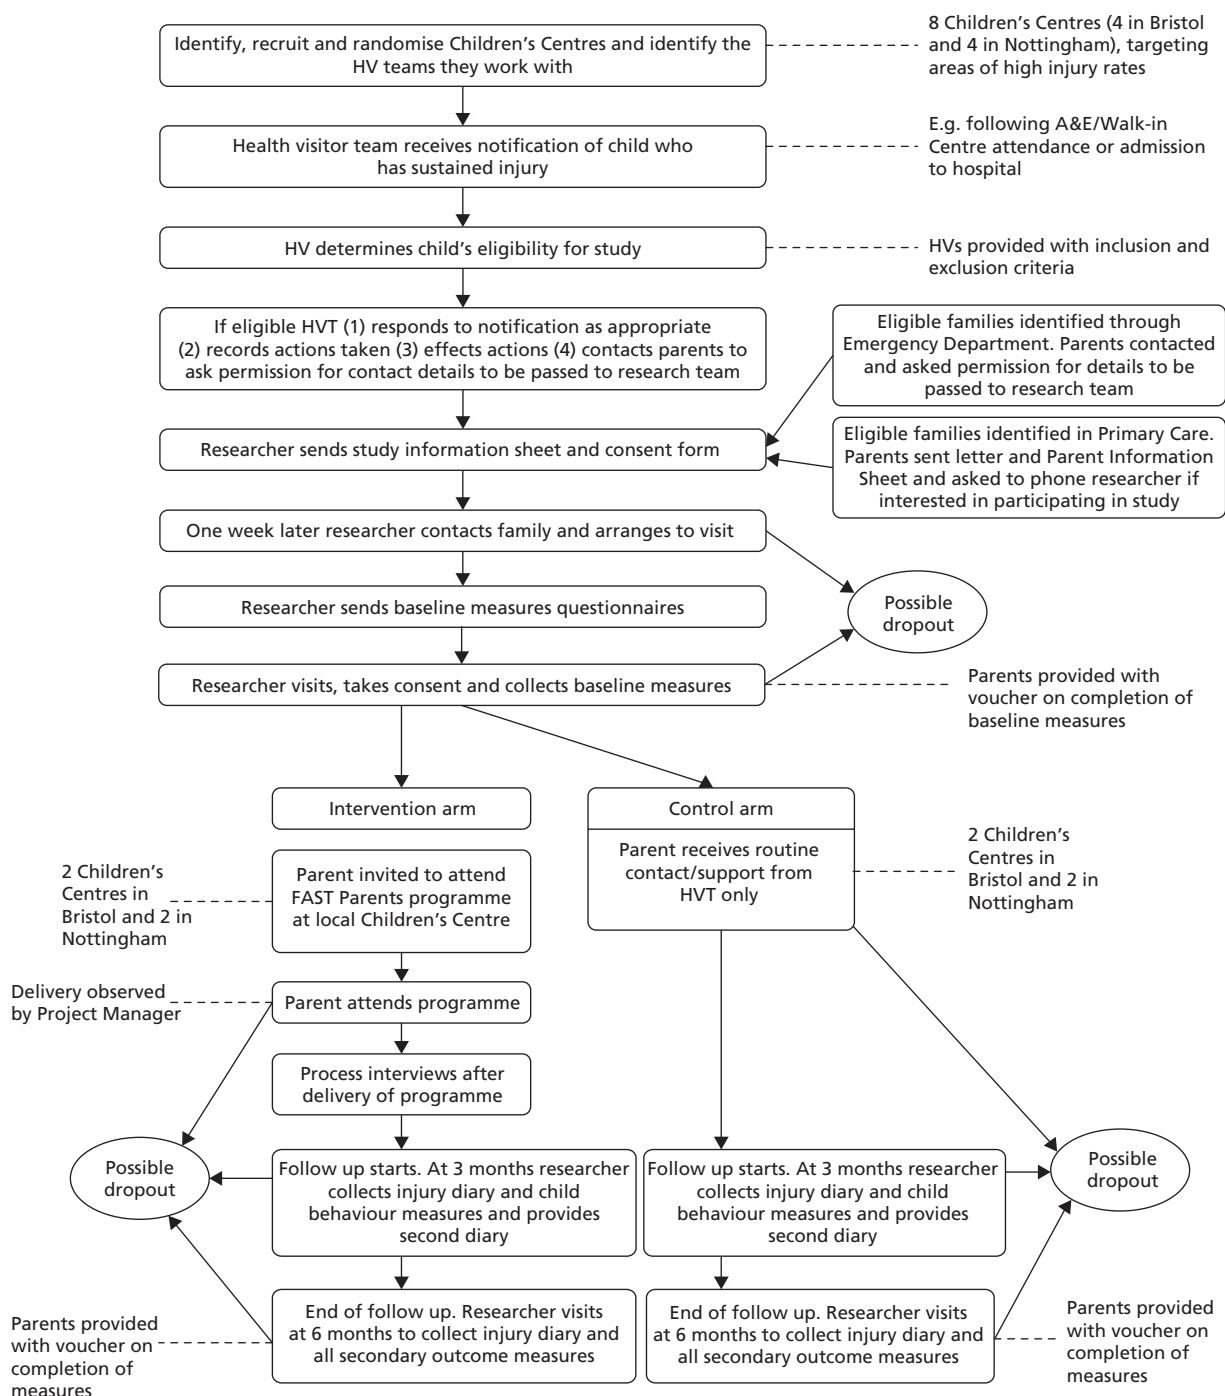 Identify, recruit and randomise Children's Centres and identify the
HV teams they work with
8 Children's Centres (4 in Bristol
and 4 in Nottingham), targeting
areas of high injury rates
Health visitor team receives notification of child who
has sustained injury
E.g. following A&E/Walk-in
Centre attendance or admission
to hospital
HV determines child's eligibility for study
HVs provided with inclusion and
exclusion criteria
If eligible HVT (1) responds to notification as appropriate
(2) records actions taken (3) effects actions (4) contacts parents to
ask permission for contact details to be passed to research team
Eligible families identified through
Emergency Department. Parents contacted
and asked permission for details to be
passed to research team
Researcher sends study information sheet and consent form
Eligible families identified in Primary Care.
Parents sent letter and Parent Information
Sheet and asked to phone researcher if
interested in participating in study
One week later researcher contacts family and arranges to visit
Possible
dropout
Researcher sends baseline measures questionnaires
Researcher visits, takes consent and collects baseline measures
Parents provided with
voucher on completion of
baseline measures
Intervention arm
Control arm
2 Children's
Centres in
Bristol and 2 in
Nottingham
Parent invited to attend
FAST Parents programme
at local Children's Centre
Parent receives routine
contact/support from
HVT only
2 Children's
Centres in
Bristol and 2 in
Nottingham
Delivery observed
by Project Manager
Parent attends programme
Process interviews after
delivery of programme
Possible
dropout
Follow up starts. At 3 months researcher
collects injury diary and child
behaviour measures and provides
second diary
Follow up starts. At 3 months researcher
collects injury diary and child
behaviour measures and provides
second diary
Possible
dropout
Parents provided
with voucher on
completion of
measures
End of follow up. Researcher visits
at 6 months to collect injury diary and
all secondary outcome measures
End of follow up. Researcher visits
at 6 months to collect injury diary and
all secondary outcome measures
Parents provided
with voucher on
completion of
measures